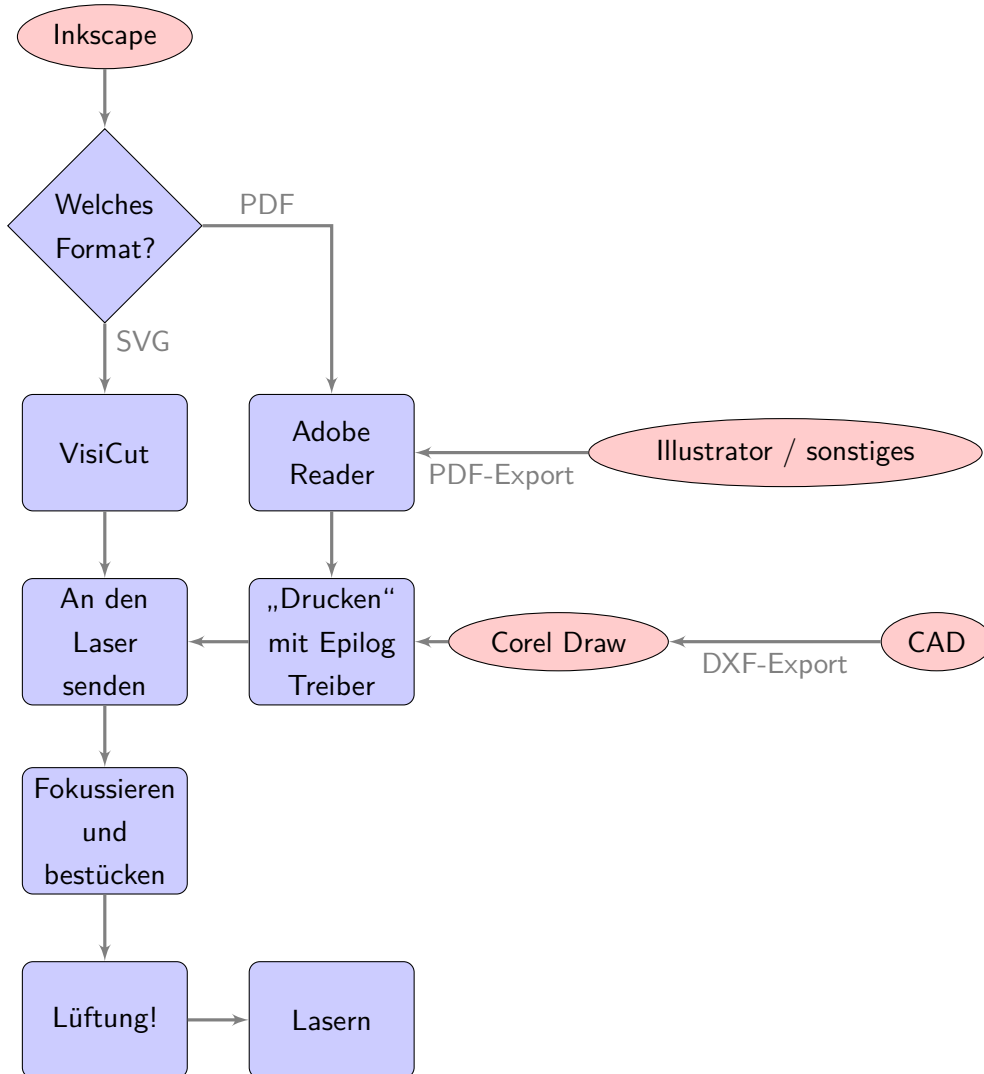 Inkscape
Welches
Format?
PDF
SVG
VisiCut
Adobe
Reader
PDF-Export
Illustrator / sonstiges
An den
Laser
senden
„Drucken“
mit Epilog
Treiber
Corel Draw
DXF-Export
CAD
Fokussieren
und
bestücken
Lüftung!
Lasern